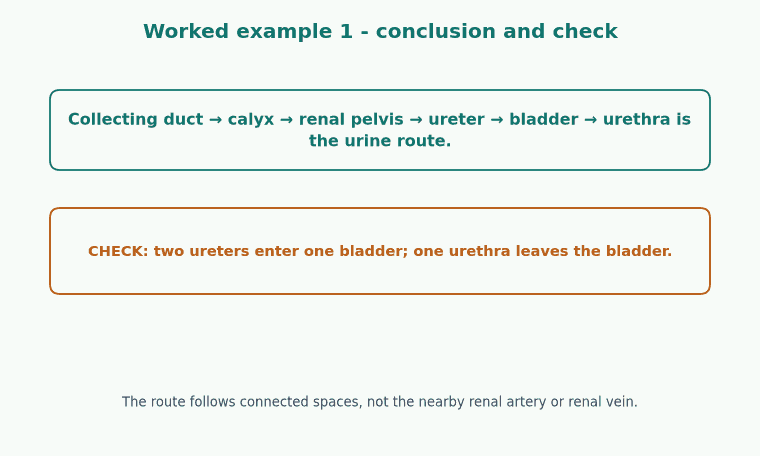 Worked example 1 - conclusion and check
Collecting duct → calyx → renal pelvis → ureter → bladder → urethra is
the urine route.
CHECK: two ureters enter one bladder; one urethra leaves the bladder.
The route follows connected spaces, not the nearby renal artery or renal vein.